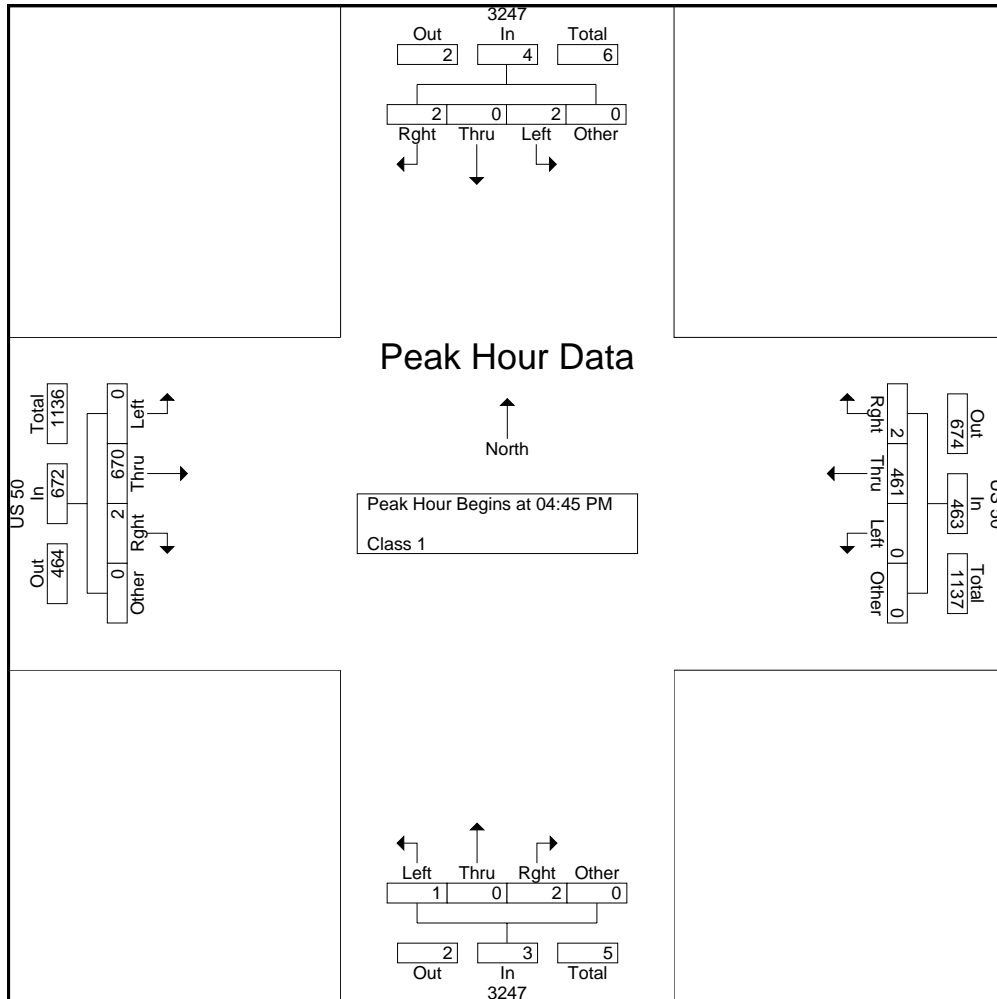 3247
Out In Total
2 4 6
2 0 2 0
Rght Thru Left Other
Peak Hour Data
North
Peak Hour Begins at 04:45 PM
Class 1
US 50
Total In Out
1136 672 464
0 670 2 0
Left Thru Rght Other
US 50
Out In Total
674 463 1137
2 461 0 0
Rght Thru Left Other
Left Thru Rght Other
1 0 2 0
2 3 5
Out In Total
3247